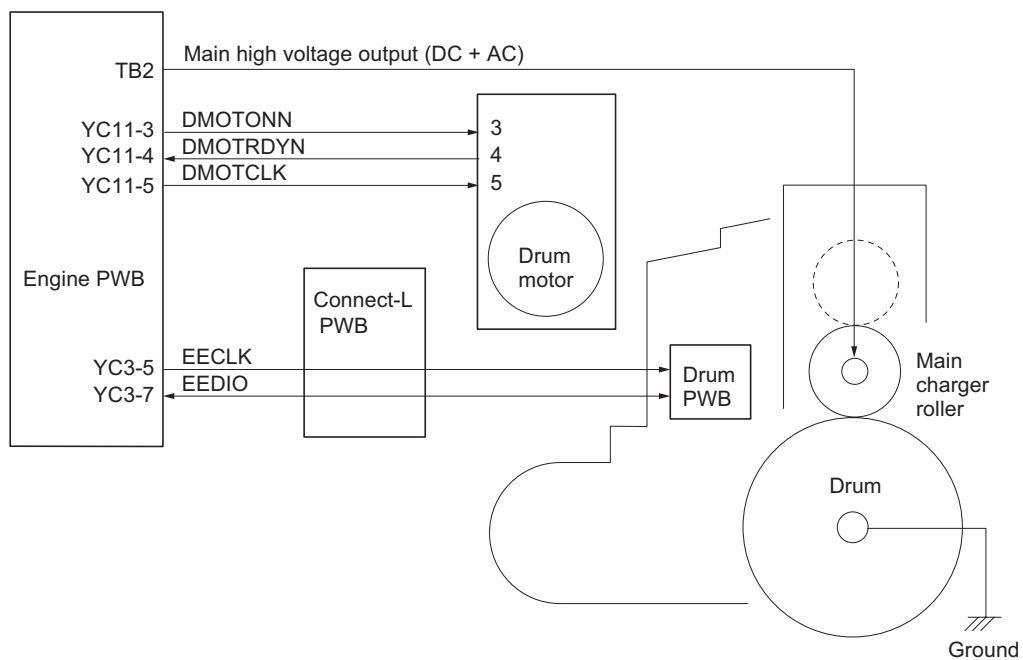 Main high voltage output (DC + AC)
TB2
YC11-3
DMOTONN
3
YC11-4
DMOTRDYN
4
YC11-5
DMOTCLK
5
Engine PWB
Drum
motor
Connect-L
PWB
YC3-5
EECLK
YC3-7
EEDIO
Drum
PWB
Main
charger
roller
Drum
Ground